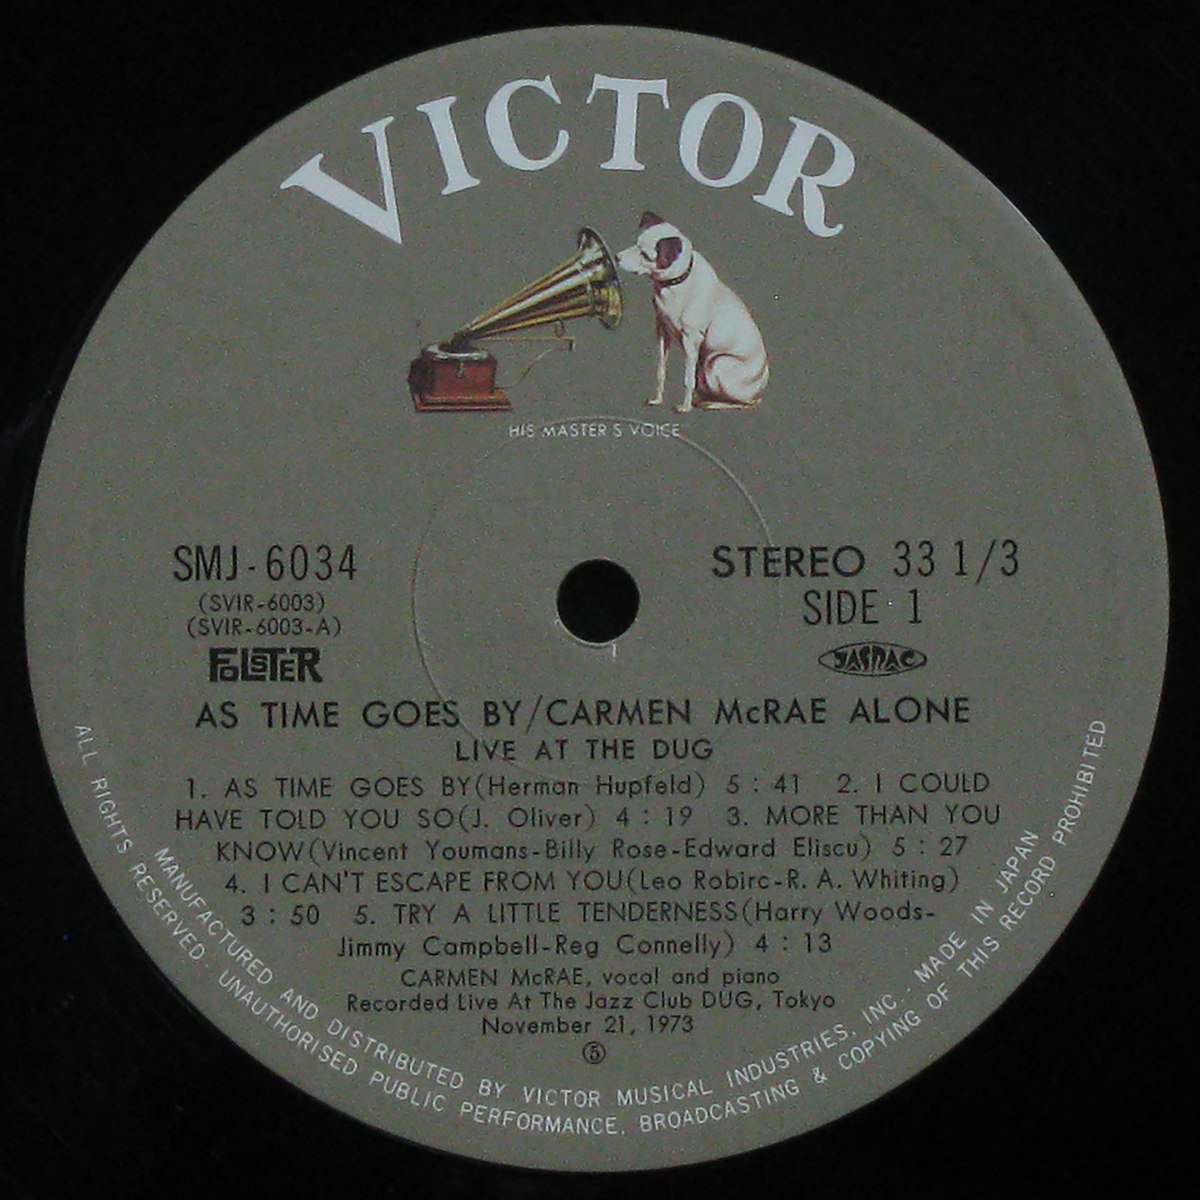 VICTOR
HIS MASTER'S VOICE
SMJ-6034
(SVIR-6003)
(SVIR-6003-A)
FOLSTER
STEREO 33 1/3
SIDE 1
JASRAC
AS TIME GOES BY/CARMEN McRAE ALONE
LIVE AT THE DUG
1. AS TIME GOES BY(Herman Hupfeld) 5 : 41 2. I COULD
HAVE TOLD YOU SO(J. Oliver) 4 : 19 3. MORE THAN YOU
KNOW(Vincent Youmans-Billy Rose-Edward Eliscu) 5 : 27
4. I CAN'T ESCAPE FROM YOU(Leo Robirc-R. A. Whiting)
3 : 50 5. TRY A LITTLE TENDERNESS(Harry Woods-
Jimmy Campbell-Reg Connelly) 4 : 13
CARMEN McRAE, vocal and piano
Recorded Live At The Jazz Club DUG, Tokyo
November 21, 1973
⑤
MANUFACTURED AND DISTRIBUTED BY VICTOR MUSICAL INDUSTRIES, INC.. MADE IN JAPAN
ALL RIGHTS RESERVED · UNAUTHORISED PUBLIC PERFORMANCE, BROADCASTING & COPYING OF THIS RECORD PROHIBITED